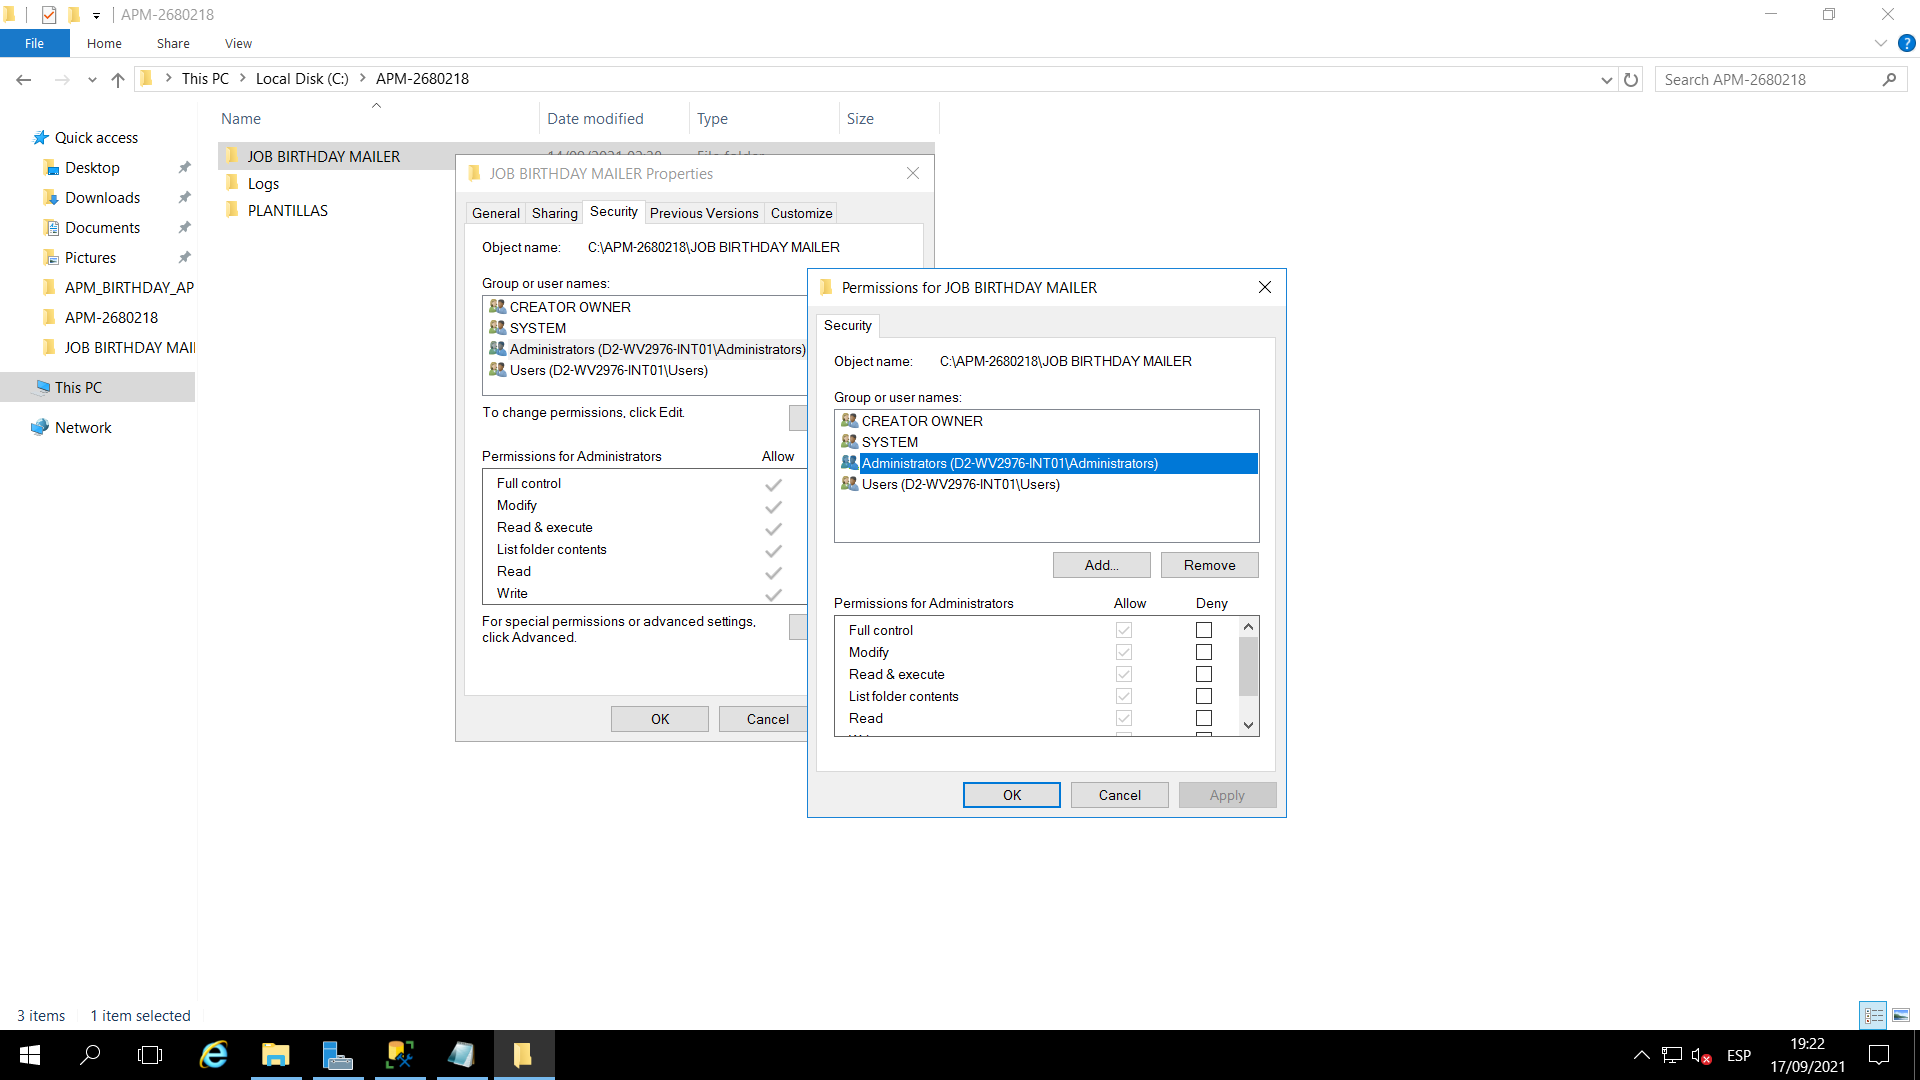 APM-2680218
File Home Share View
This PC Local Disk (C:) APM-2680218
Search APM-2680218
Name Date modified Type Size
Quick access
Desktop
Downloads
Documents
Pictures
APM_BIRTHDAY_AP
APM-2680218
JOB BIRTHDAY MAI
This PC
Network
JOB BIRTHDAY MAILER
Logs
PLANTILLAS
JOB BIRTHDAY MAILER Properties
General Security Sharing Previous Versions Customize
Object name: C:\APM-2680218\JOB BIRTHDAY MAILER
Group or user names:
CREATOR OWNER
SYSTEM
Administrators (D2-WV2976-INT01\Administrators)
Users (D2-WV2976-INT01\Users)
To change permissions, click Edit.
Permissions for Administrators Allow
Full control
Modify
Read & execute
List folder contents
Read
Write
For special permissions or advanced settings,
click Advanced.
OK Cancel
Permissions for JOB BIRTHDAY MAILER
Security
Object name: C:\APM-2680218\JOB BIRTHDAY MAILER
Group or user names:
CREATOR OWNER
SYSTEM
Administrators (D2-WV2976-INT01\Administrators)
Users (D2-WV2976-INT01\Users)
Add... Remove
Permissions for Administrators Allow Deny
Full control
Modify
Read & execute
List folder contents
Read
OK Cancel Apply
3 items 1 item selected
ESP
19:22
17/09/2021